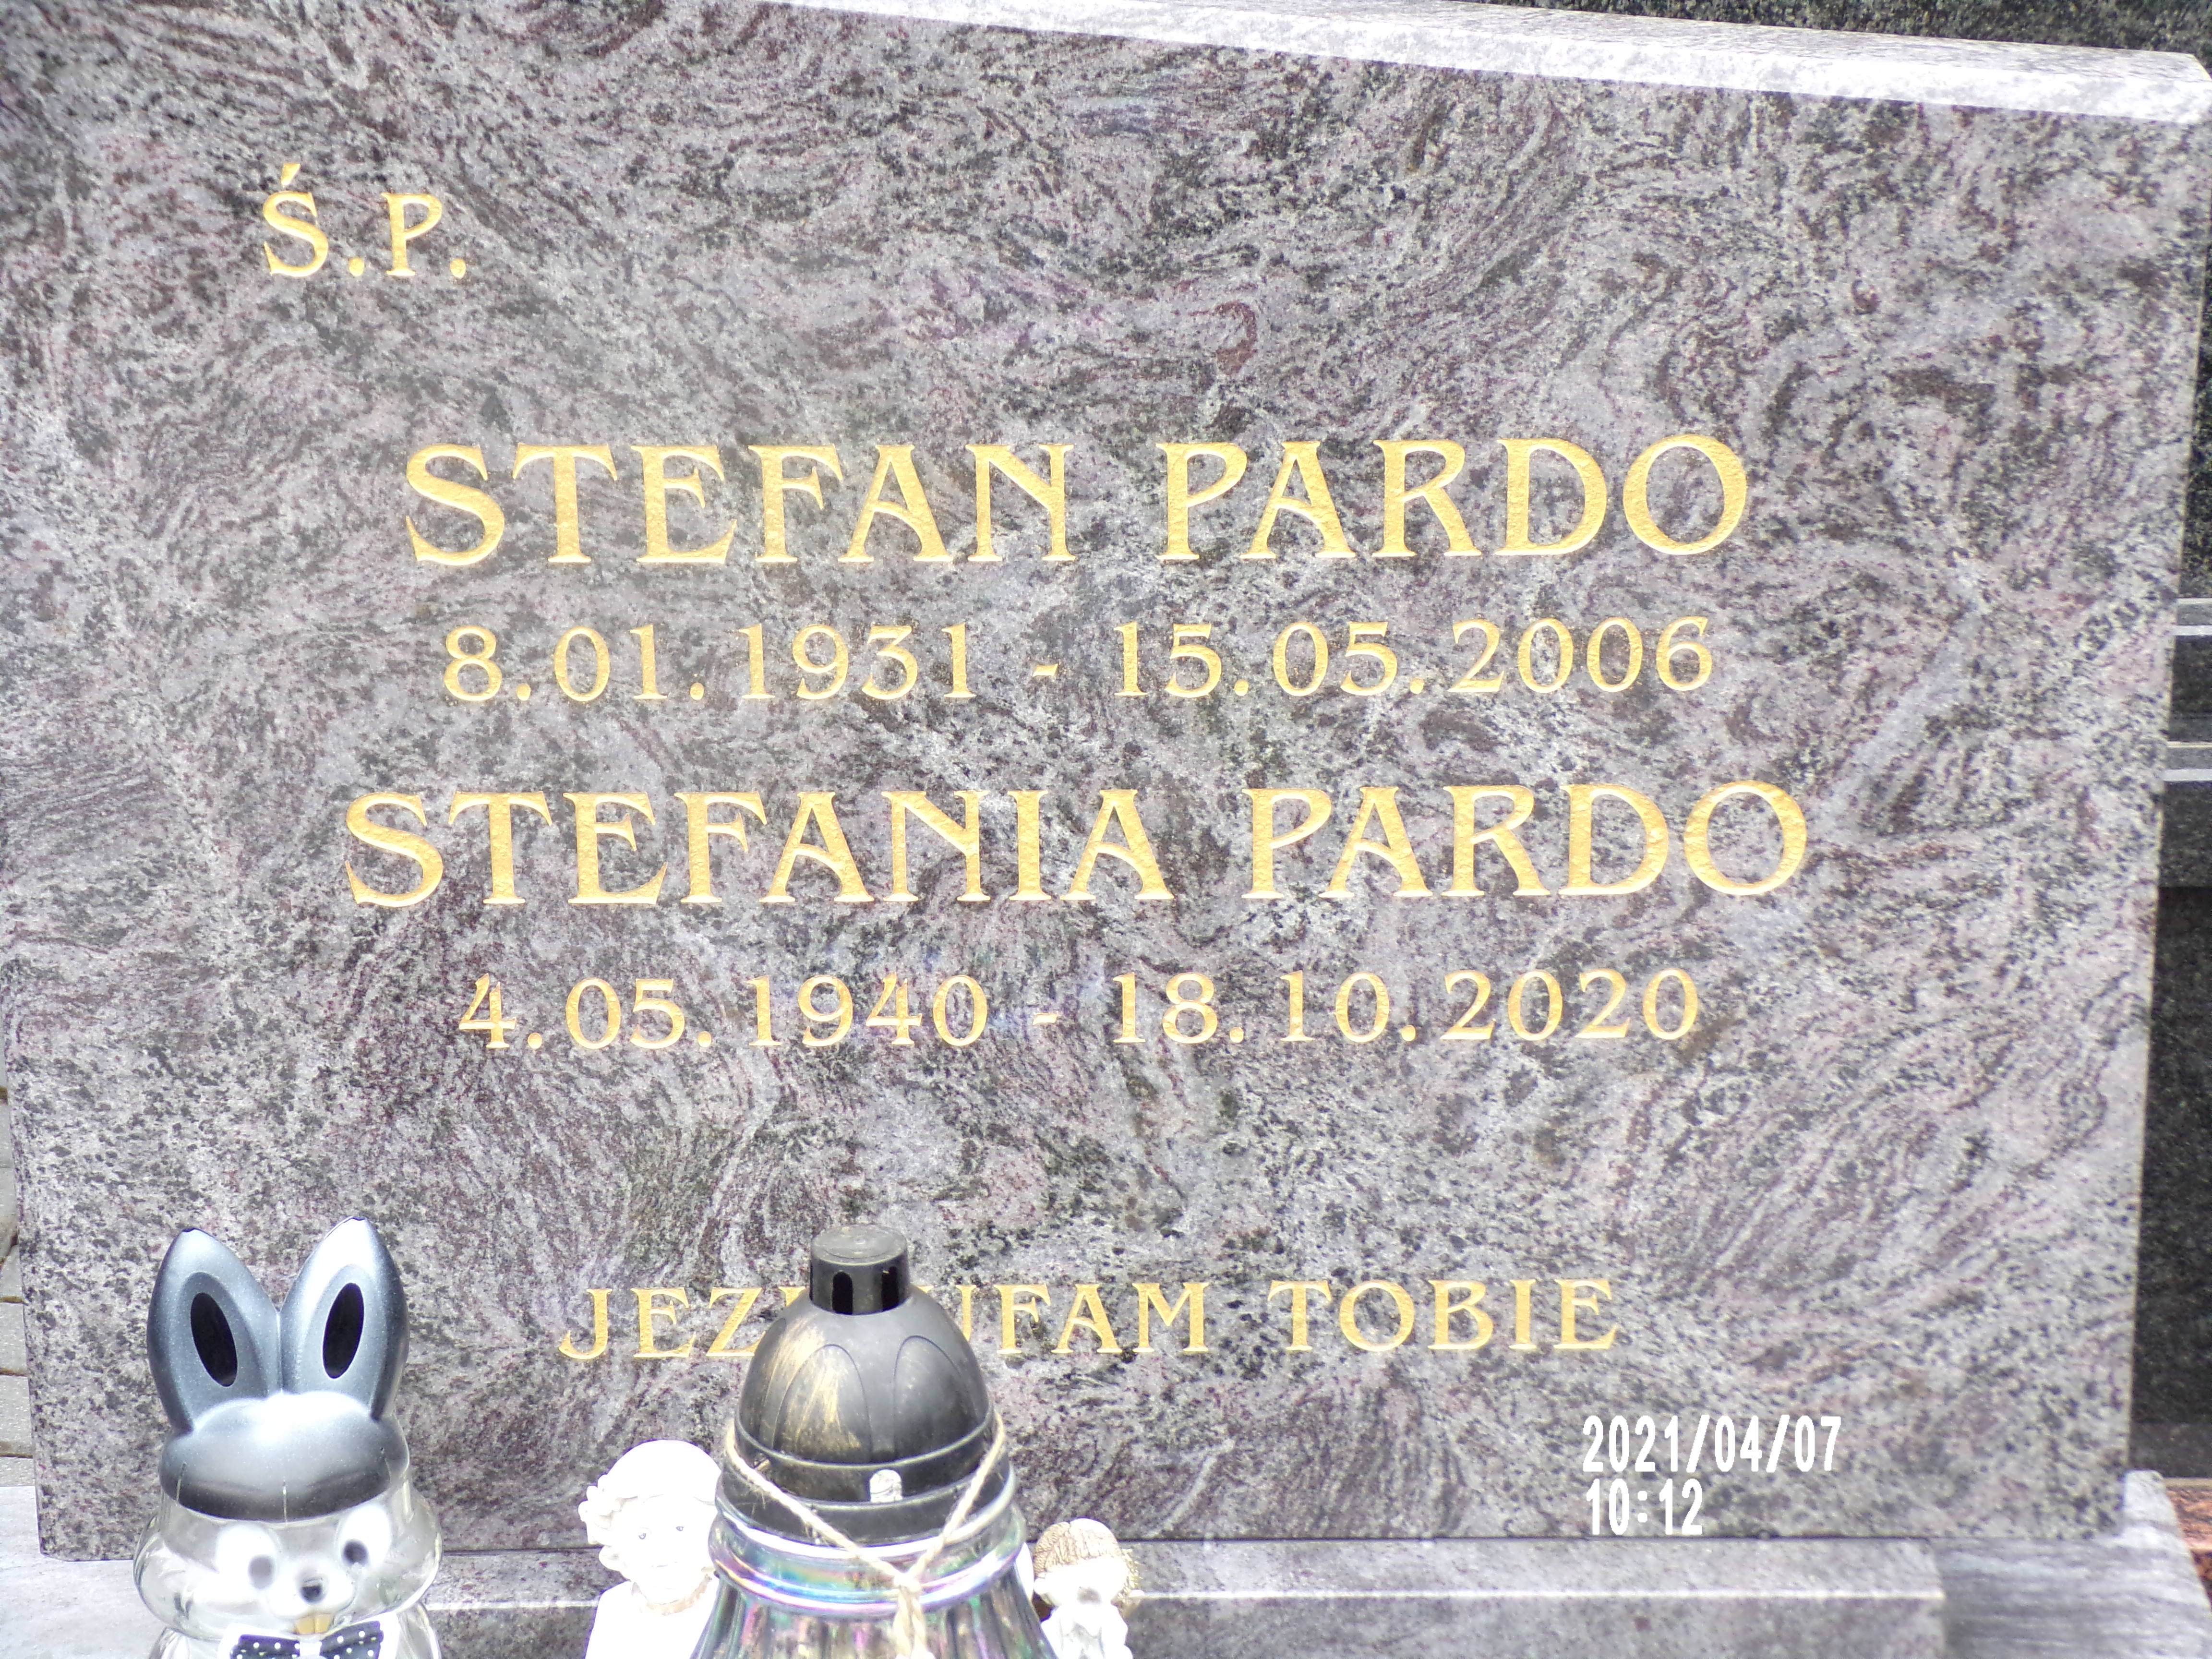 Ś.P.
STEFAN PARDO
8.01.1931 - 15.05.2006
STEFANIA PARDO
4.05.1940 - 18.10.2020
UFAM TOBIE
2021/04/07
10:12